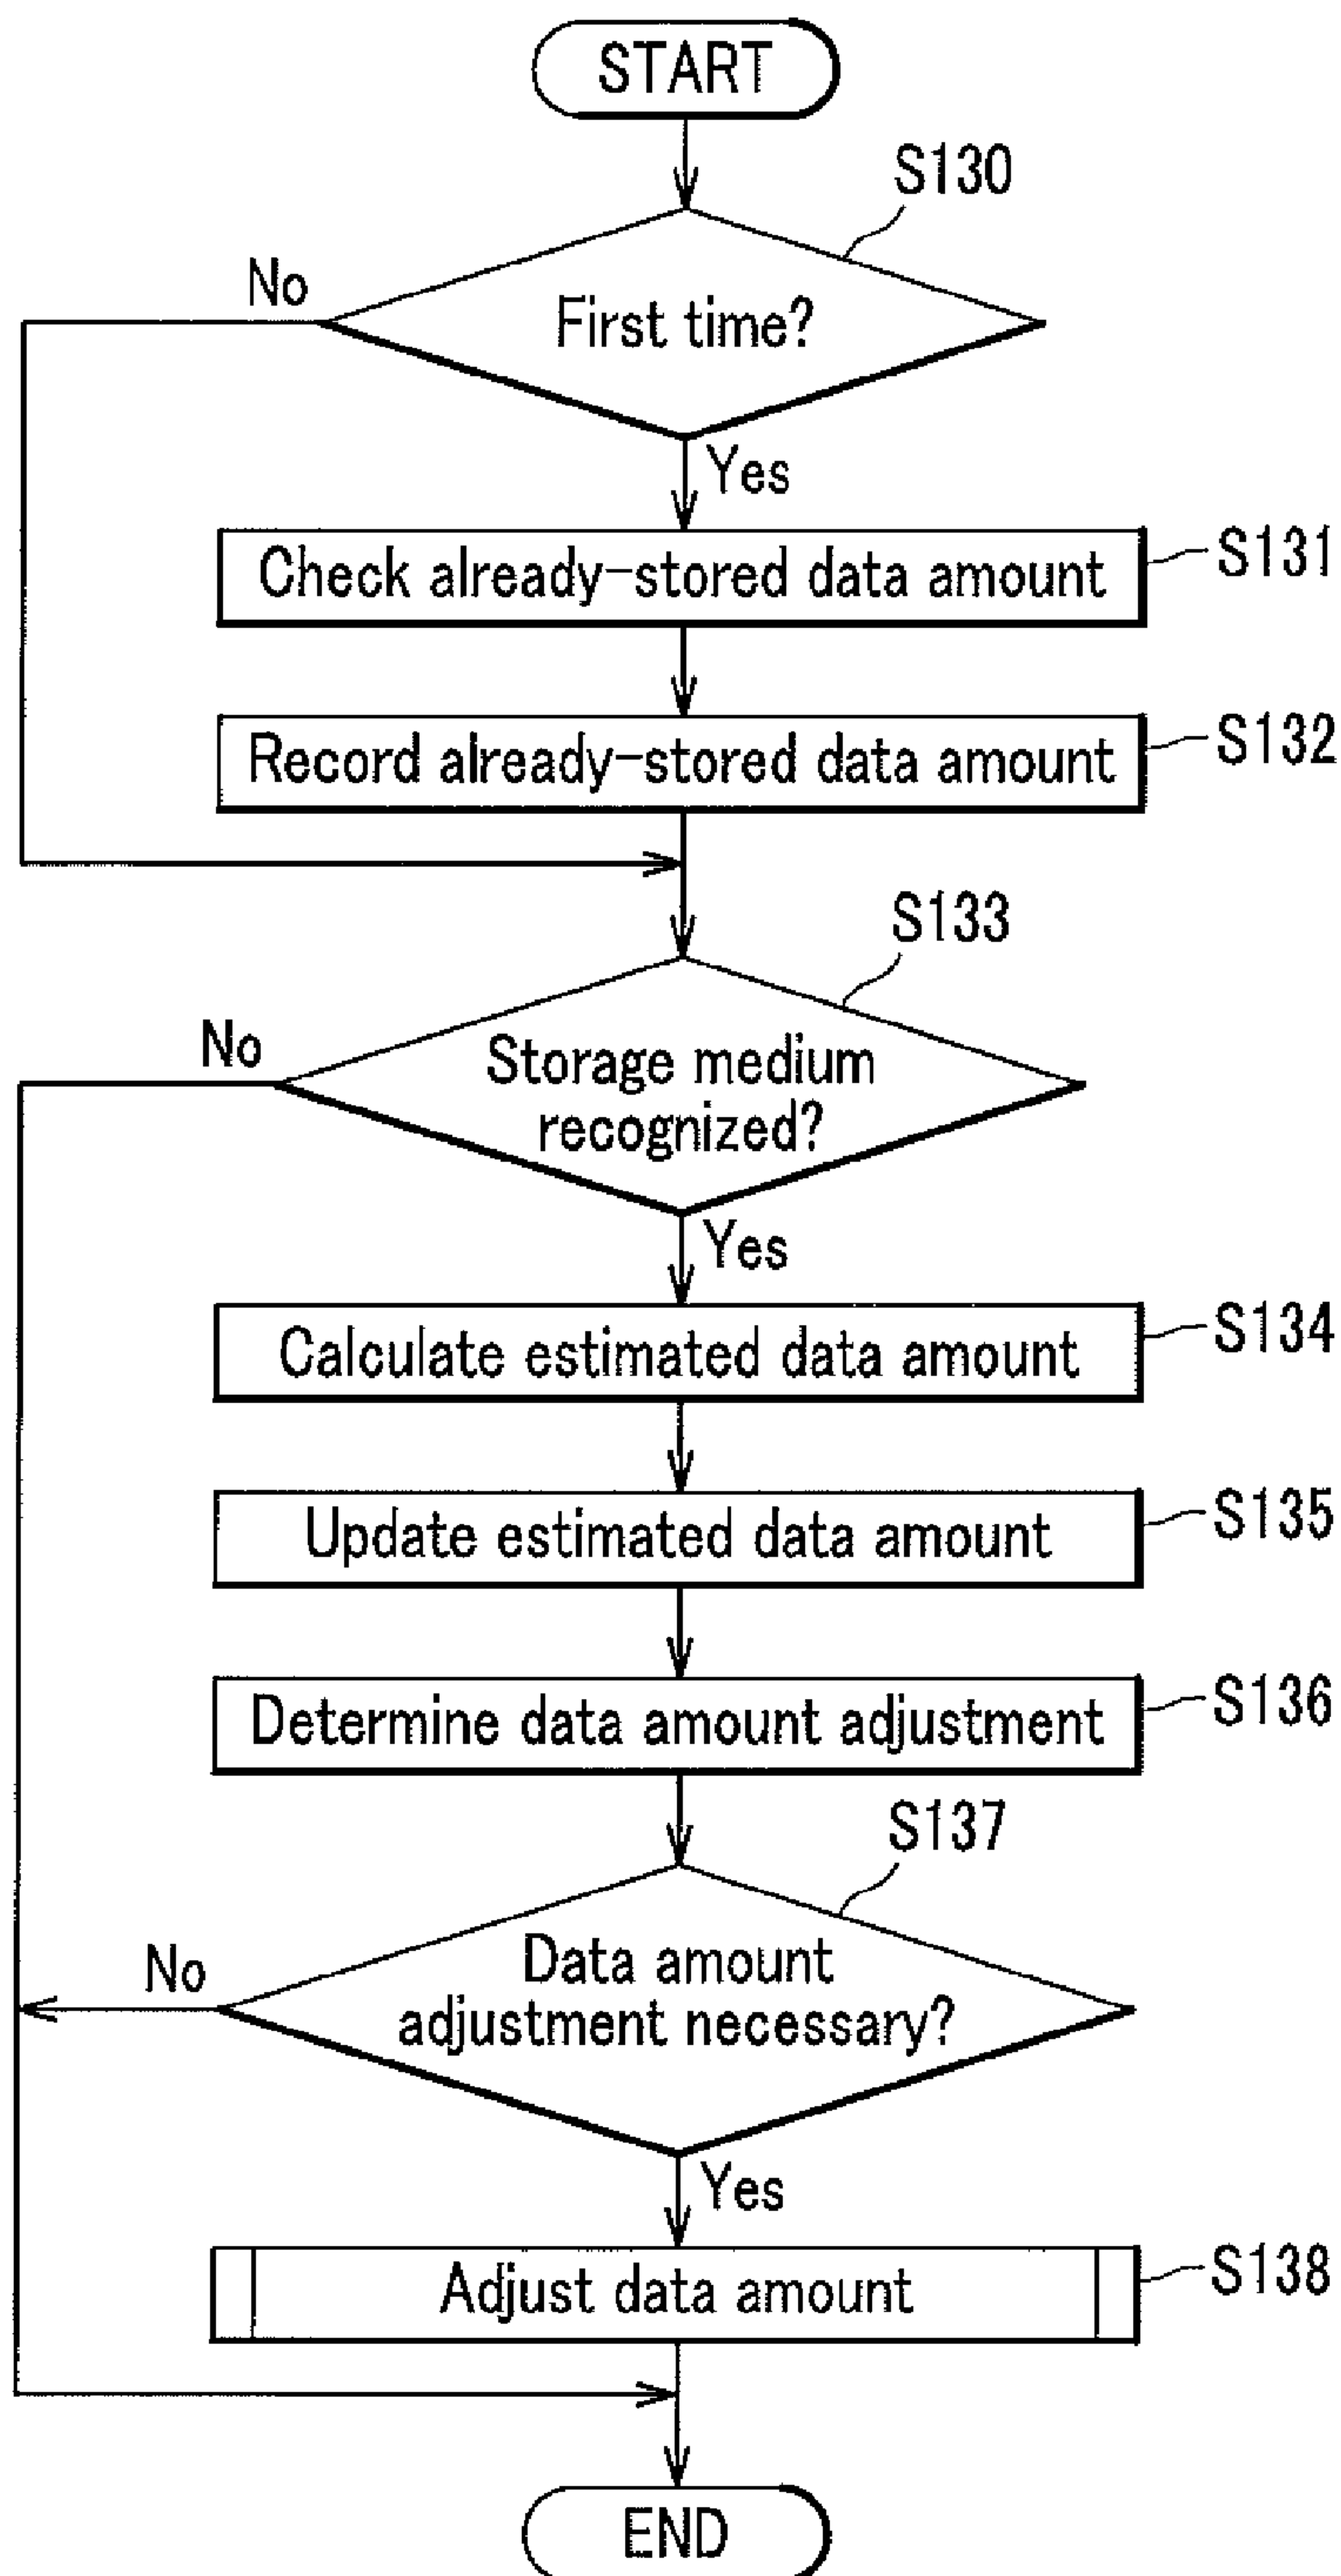 START
S130
No
First time?
Yes
Check already-stored data amount
S131
Record already-stored data amount
S132
S133
No
Storage medium
recognized?
Yes
Calculate estimated data amount
S134
Update estimated data amount
S135
Determine data amount adjustment
S136
S137
No
Data amount
adjustment necessary?
Yes
Adjust data amount
S138
END